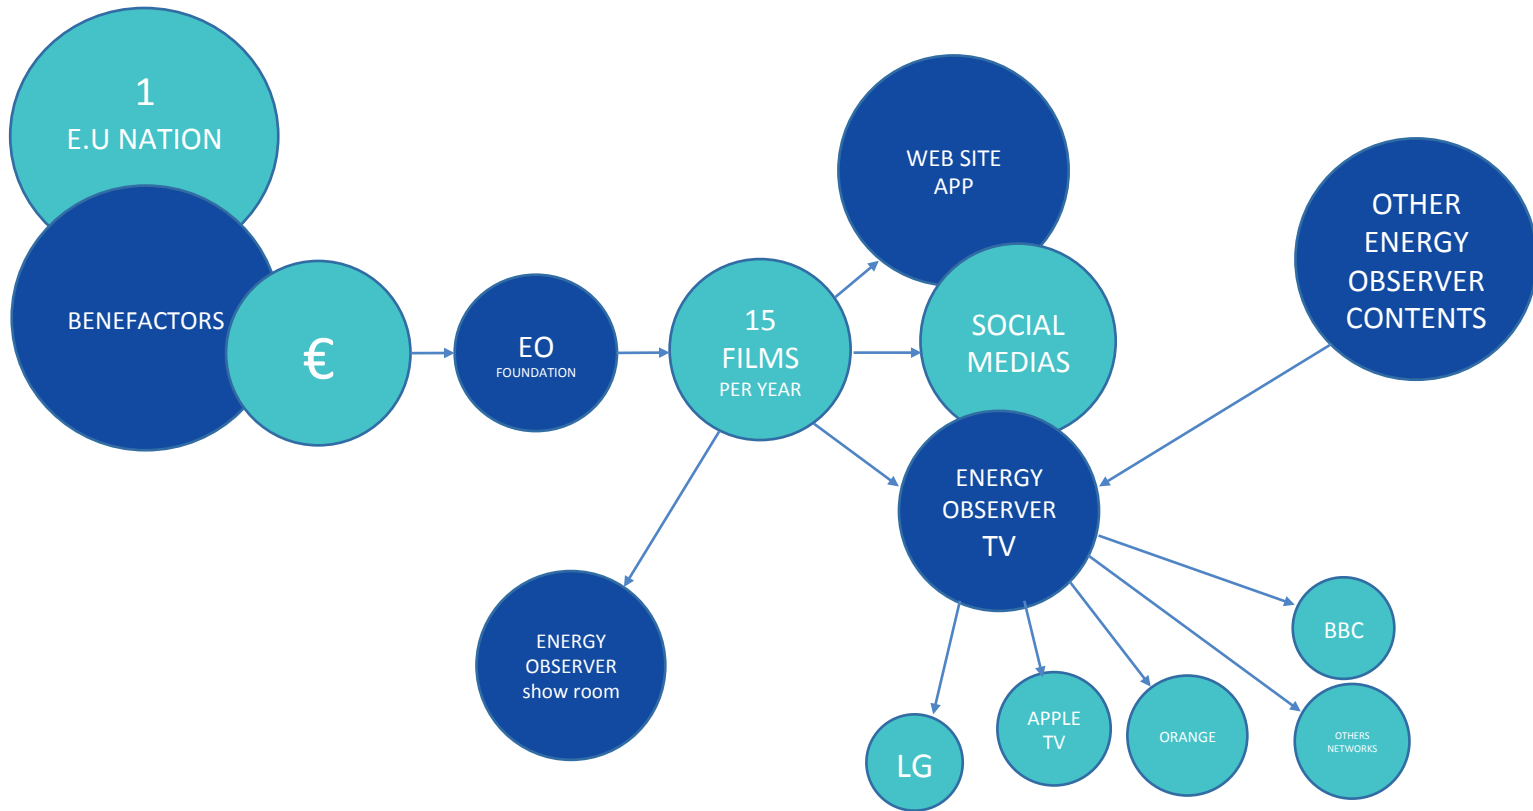 1
E.U NATION
BENEFACTORS
€
EO
FOUNDATION
15
FILMS
PER YEAR
WEB SITE
APP
SOCIAL
MEDIAS
ENERGY
OBSERVER
TV
OTHER
ENERGY
OBSERVER
CONTENTS
ENERGY
OBSERVER
show room
LG
APPLE
TV
ORANGE
BBC
OTHERS
NETWORKS